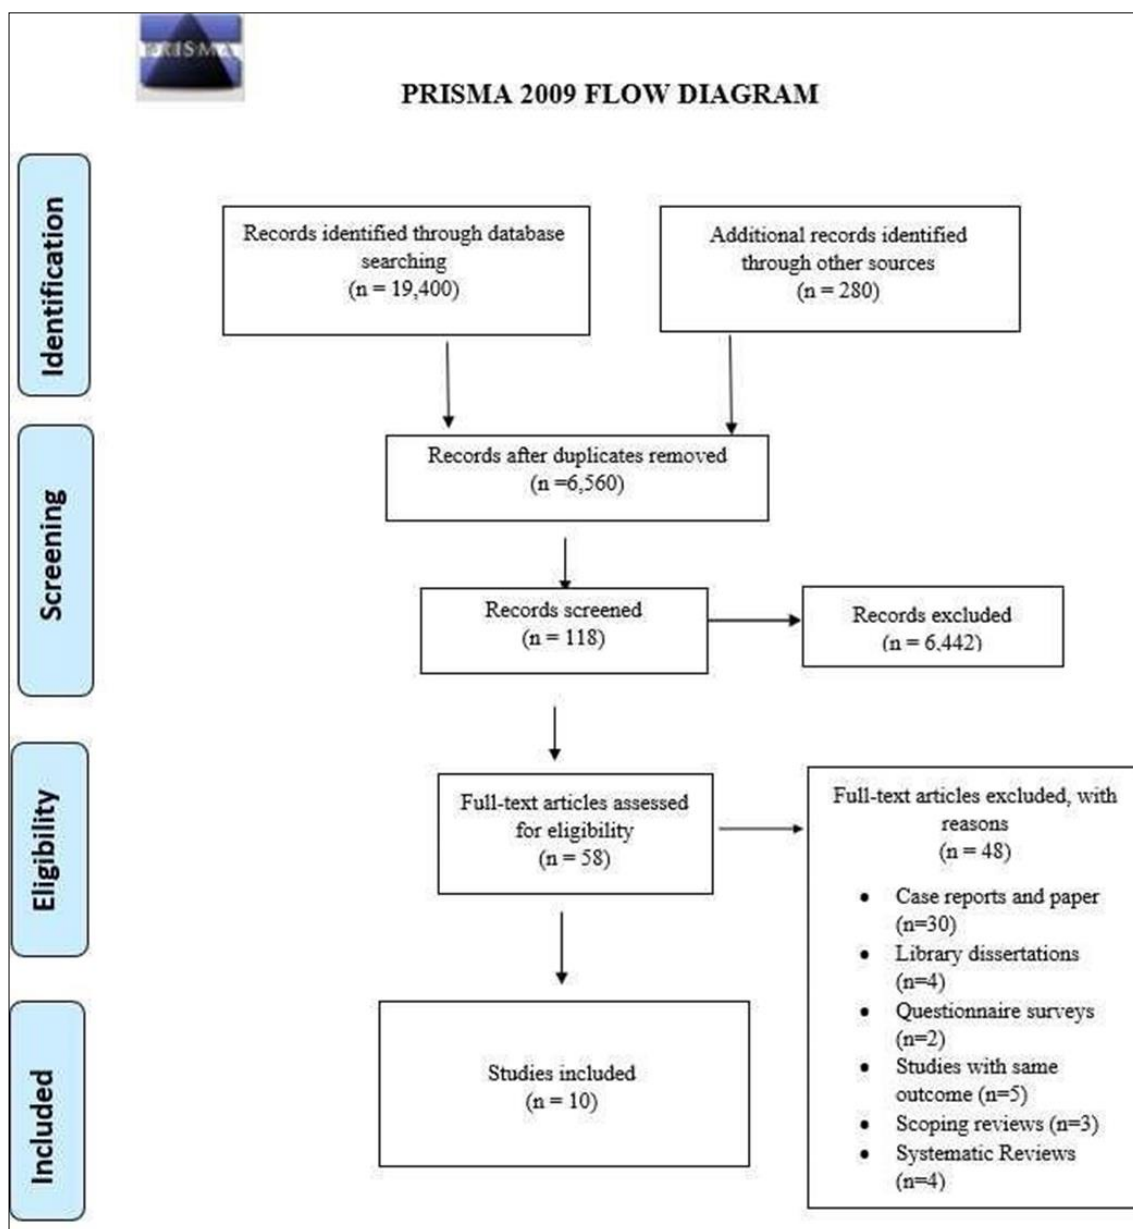 PRISMA
PRISMA 2009 FLOW DIAGRAM
Identification
Records identified through database
searching
(n = 19,400)
Additional records identified
through other sources
(n = 280)
Screening
Records after duplicates removed
(n =6,560)
Records screened
(n = 118)
Records excluded
(n = 6,442)
Eligibility
Full-text articles assessed
for eligibility
(n = 58)
Full-text articles excluded, with
reasons
(n = 48)
• Case reports and paper
(n=30)
• Library dissertations
(n=4)
• Questionnaire surveys
(n=2)
• Studies with same
outcome (n=5)
• Scoping reviews (n=3)
• Systematic Reviews
(n=4)
Included
Studies included
(n = 10)